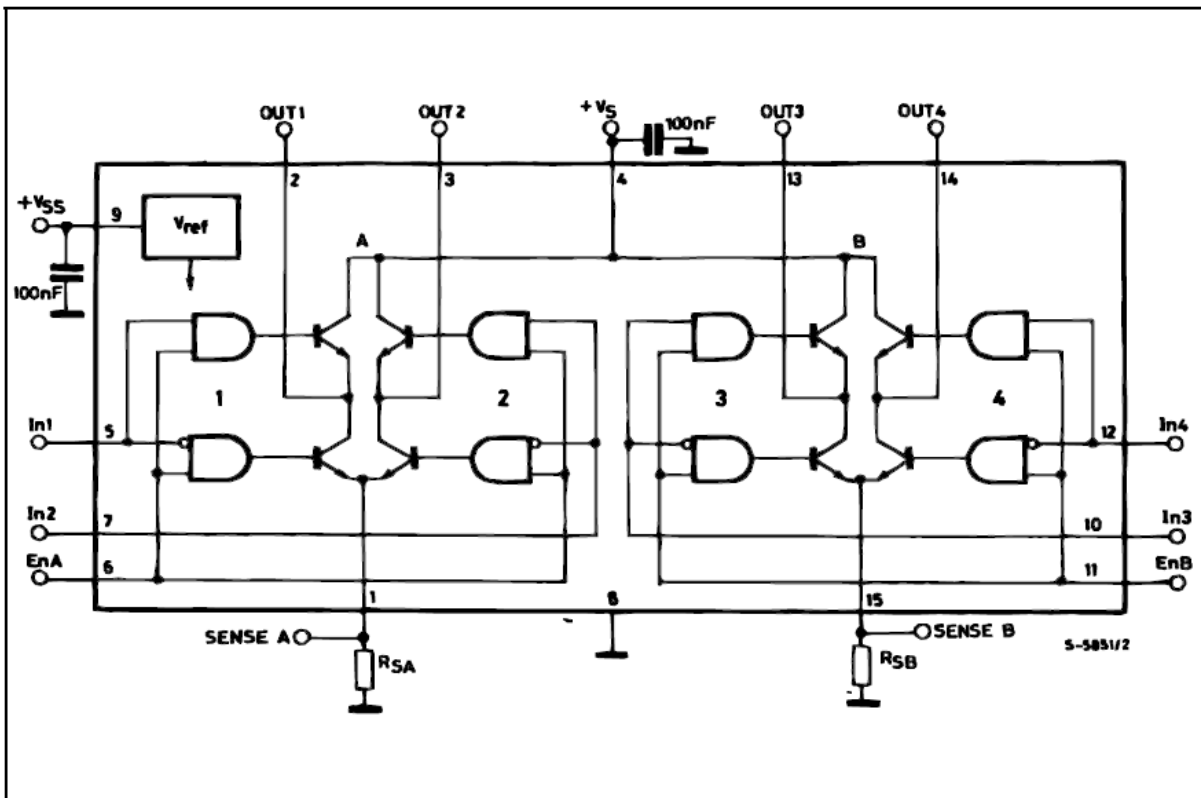 OUT1
OUT2
+VS
100nF
OUT3
OUT4
2
3
4
13
14
+VSS
9
Vref
A
B
100nF
1
2
3
4
In1
5
12
In4
In2
7
10
In3
EnA
6
11
EnB
1
8
15
SENSE A
SENSE B
S-5851/2
RSA
RSB